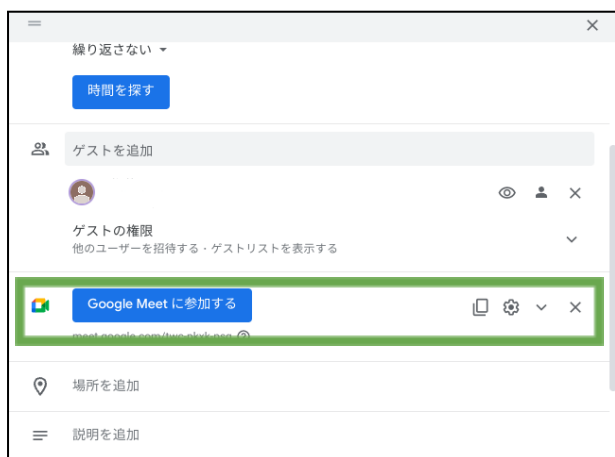 繰り返さない
時間を探す
ゲストを追加
ゲストの権限
他のユーザーを招待する・ゲストリストを表示する
Google Meet に参加する
場所を追加
説明を追加